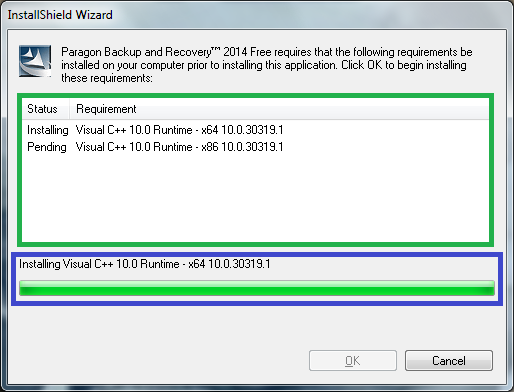 InstallShield Wizard
Paragon Backup and Recovery™ 2014 Free requires that the following requirements be
installed on your computer prior to installing this application. Click OK to begin installing
these requirements:
Status Requirement
Installing Visual C++ 10.0 Runtime - x64 10.0.30319.1
Pending Visual C++ 10.0 Runtime - x86 10.0.30319.1
Installing Visual C++ 10.0 Runtime - x64 10.0.30319.1
OK Cancel